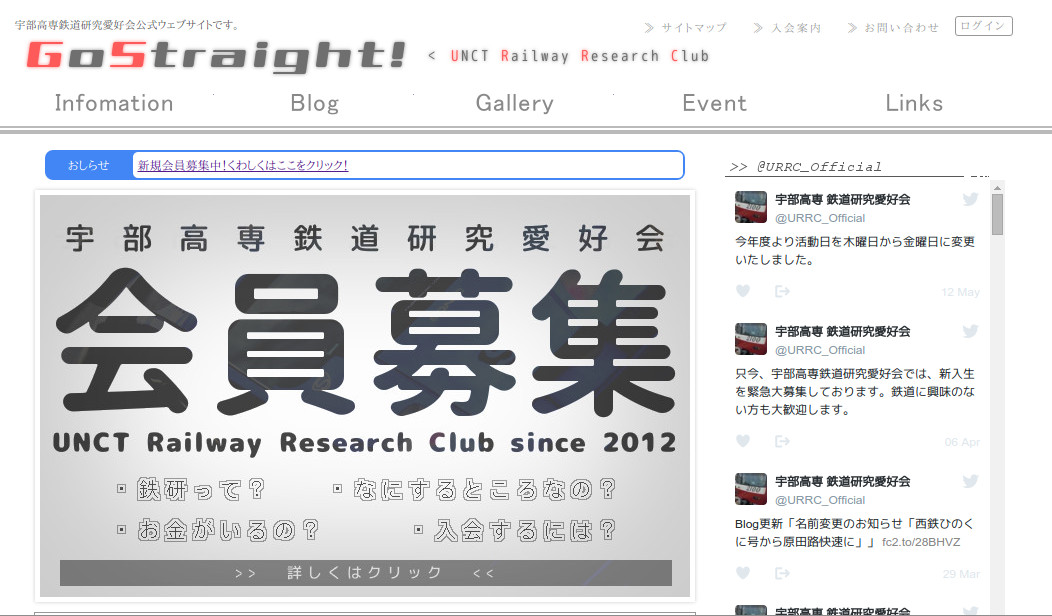 宇部高専鉄道研究愛好会公式ウェブサイトです。
≫ サイトマップ ≫ 入会案内 ≫ お問い合わせ ログイン
GoStraight! < UNCT Railway Research Club
Infomation Blog Gallery Event Links
おしらせ 新規会員募集中!くわしくはここをクリック!
宇部高専鉄道研究愛好会
会員募集
UNCT Railway Research Club since 2012
・鉄研って?
・なにするところなの?
・お金がいるの?
・入会するには?
>> 詳しくはクリック <<
>> @URRC_Official
宇部高専 鉄道研究愛好会
@URRC_Official
今年度より活動日を木曜日から金曜日に変更
いたしました。
12 May
宇部高専 鉄道研究愛好会
@URRC_Official
只今、宇部高専鉄道研究愛好会では、新入生
を緊急大募集しております。鉄道に興味のな
い方も大歓迎します。
06 Apr
宇部高専 鉄道研究愛好会
@URRC_Official
Blog更新「名前変更のお知らせ「西鉄ひのく
に号から原田路快速に」」 fc2.to/28BHVZ
29 Mar
宇部高専 鉄道研究愛好会